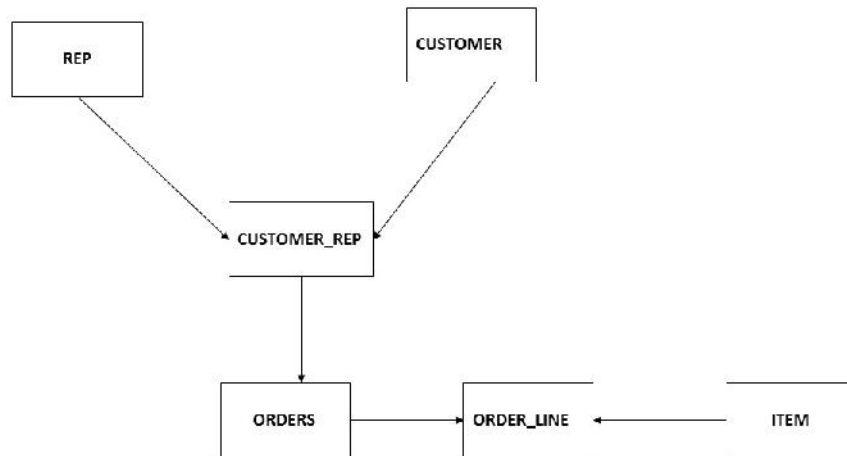 REP
CUSTOMER
CUSTOMER_REP
ORDERS
ORDER_LINE
ITEM